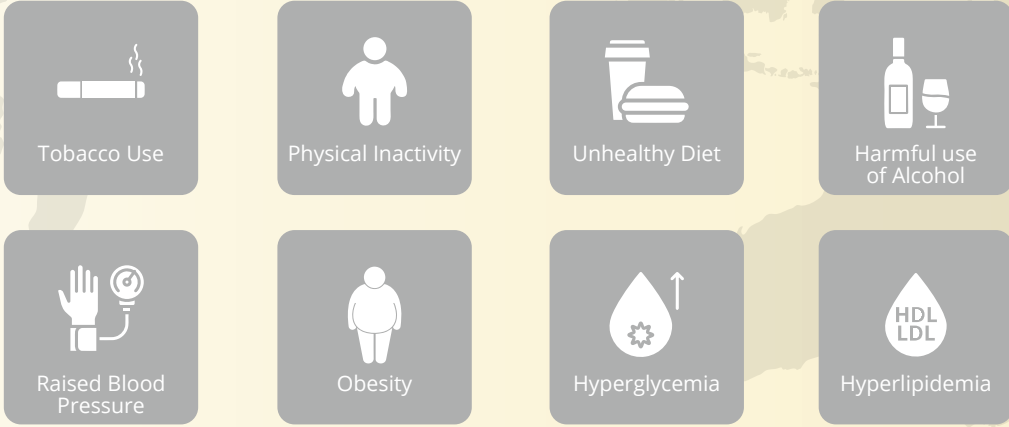 Tobacco Use
Physical Inactivity
Unhealthy Diet
Harmful use
of Alcohol
HDL
LDL
Raised Blood
Pressure
Obesity
Hyperglycemia
Hyperlipidemia